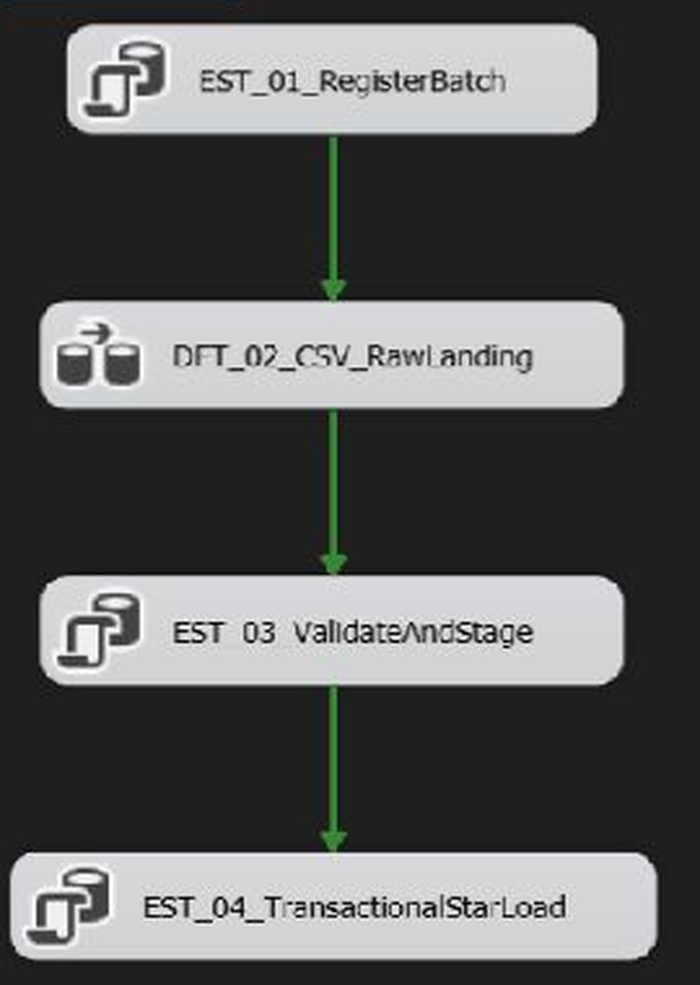 EST_01_RegisterBatch
DFT_02_CSV_RawLanding
EST_03_ValidateAndStage
EST_04_TransactionalStarLoad